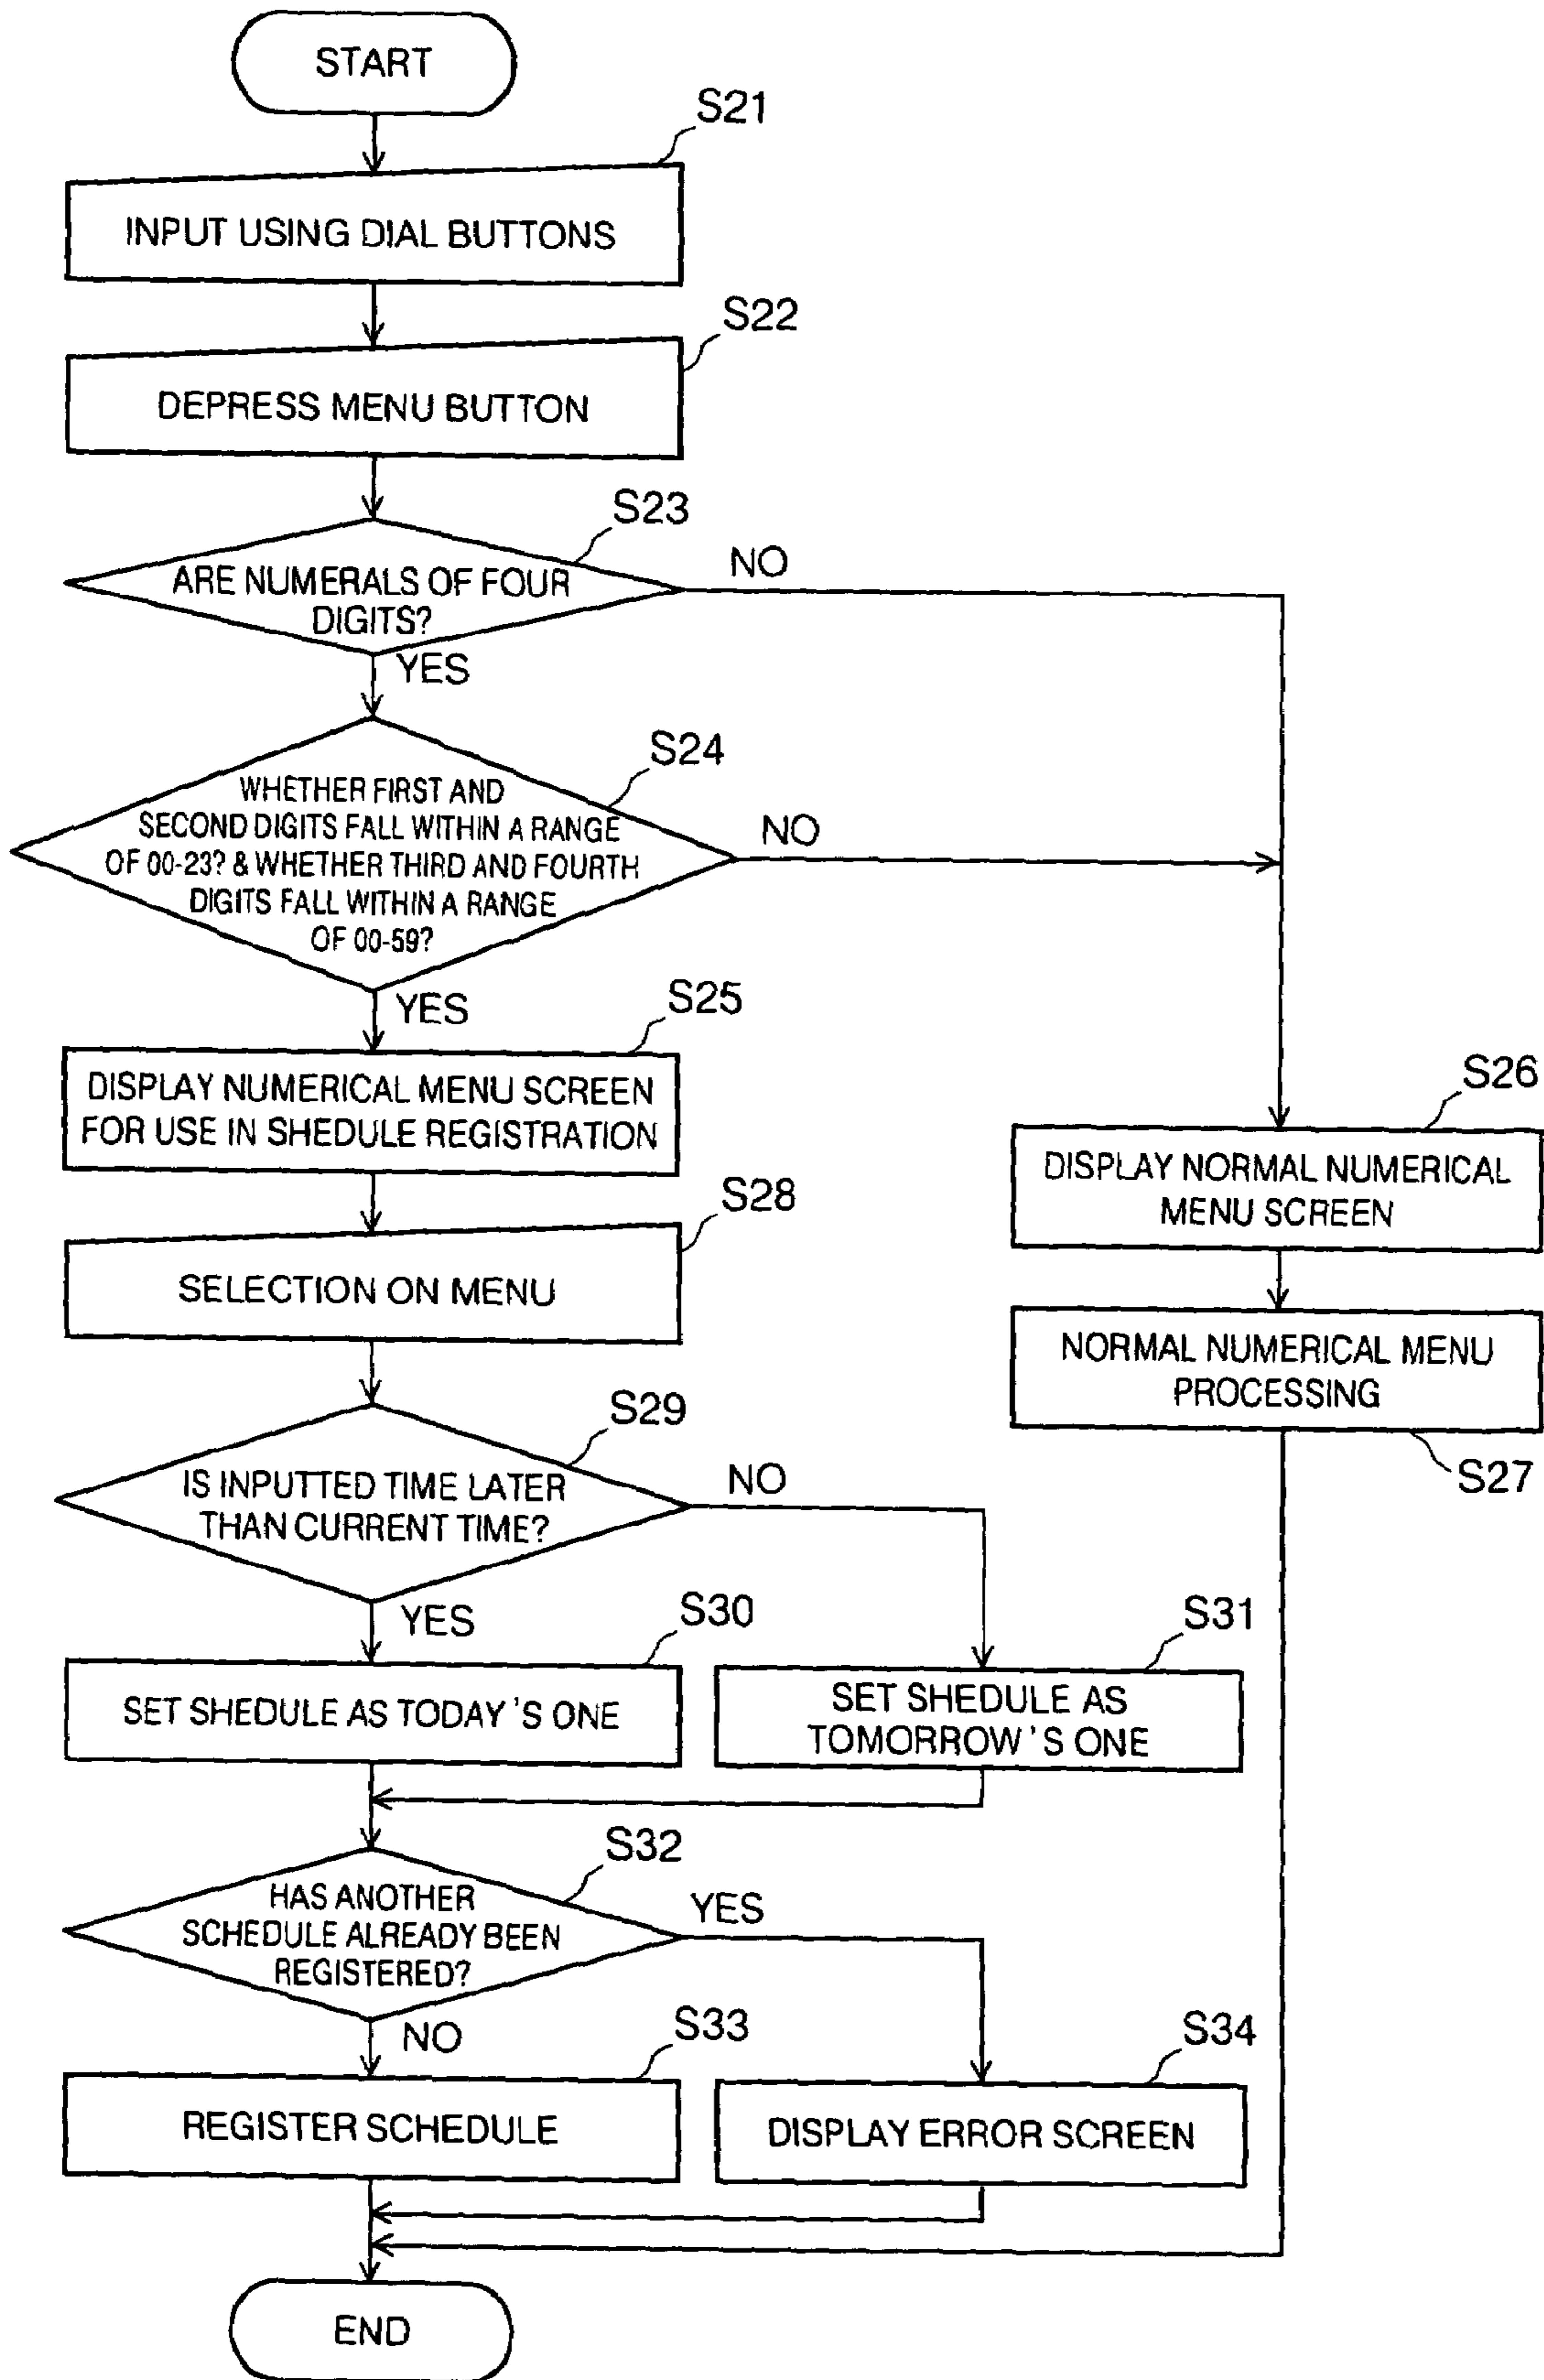 START
S21
INPUT USING DIAL BUTTONS
S22
DEPRESS MENU BUTTON
S23
ARE NUMERALS OF FOUR
DIGITS?
NO
YES
S24
WHETHER FIRST AND
SECOND DIGITS FALL WITHIN A RANGE
OF 00-23? & WHETHER THIRD AND FOURTH
DIGITS FALL WITHIN A RANGE
OF 00-59?
NO
YES
S25
DISPLAY NUMERICAL MENU SCREEN
FOR USE IN SHEDULE REGISTRATION
S26
DISPLAY NORMAL NUMERICAL
MENU SCREEN
S28
SELECTION ON MENU
NORMAL NUMERICAL MENU
PROCESSING
S27
S29
IS INPUTTED TIME LATER
THAN CURRENT TIME?
NO
YES
S30
SET SHEDULE AS TODAY'S ONE
S31
SET SHEDULE AS
TOMORROW'S ONE
S32
HAS ANOTHER
SCHEDULE ALREADY BEEN
REGISTERED?
YES
NO
S33
REGISTER SCHEDULE
S34
DISPLAY ERROR SCREEN
END